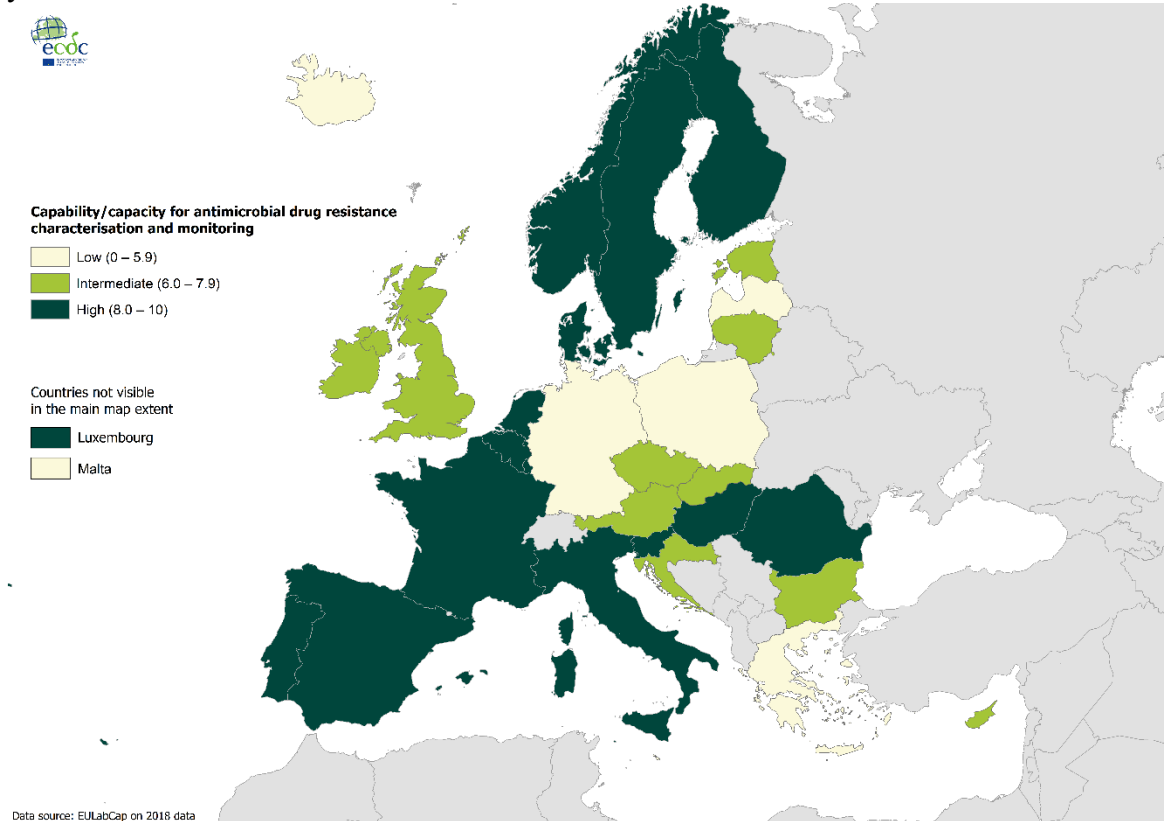 ecdc
Capability/capacity for antimicrobial drug resistance
characterisation and monitoring
Low (0 – 5.9)
Intermediate (6.0 – 7.9)
High (8.0 – 10)
Countries not visible
in the main map extent
Luxembourg
Malta
Data source: EULabCap on 2018 data